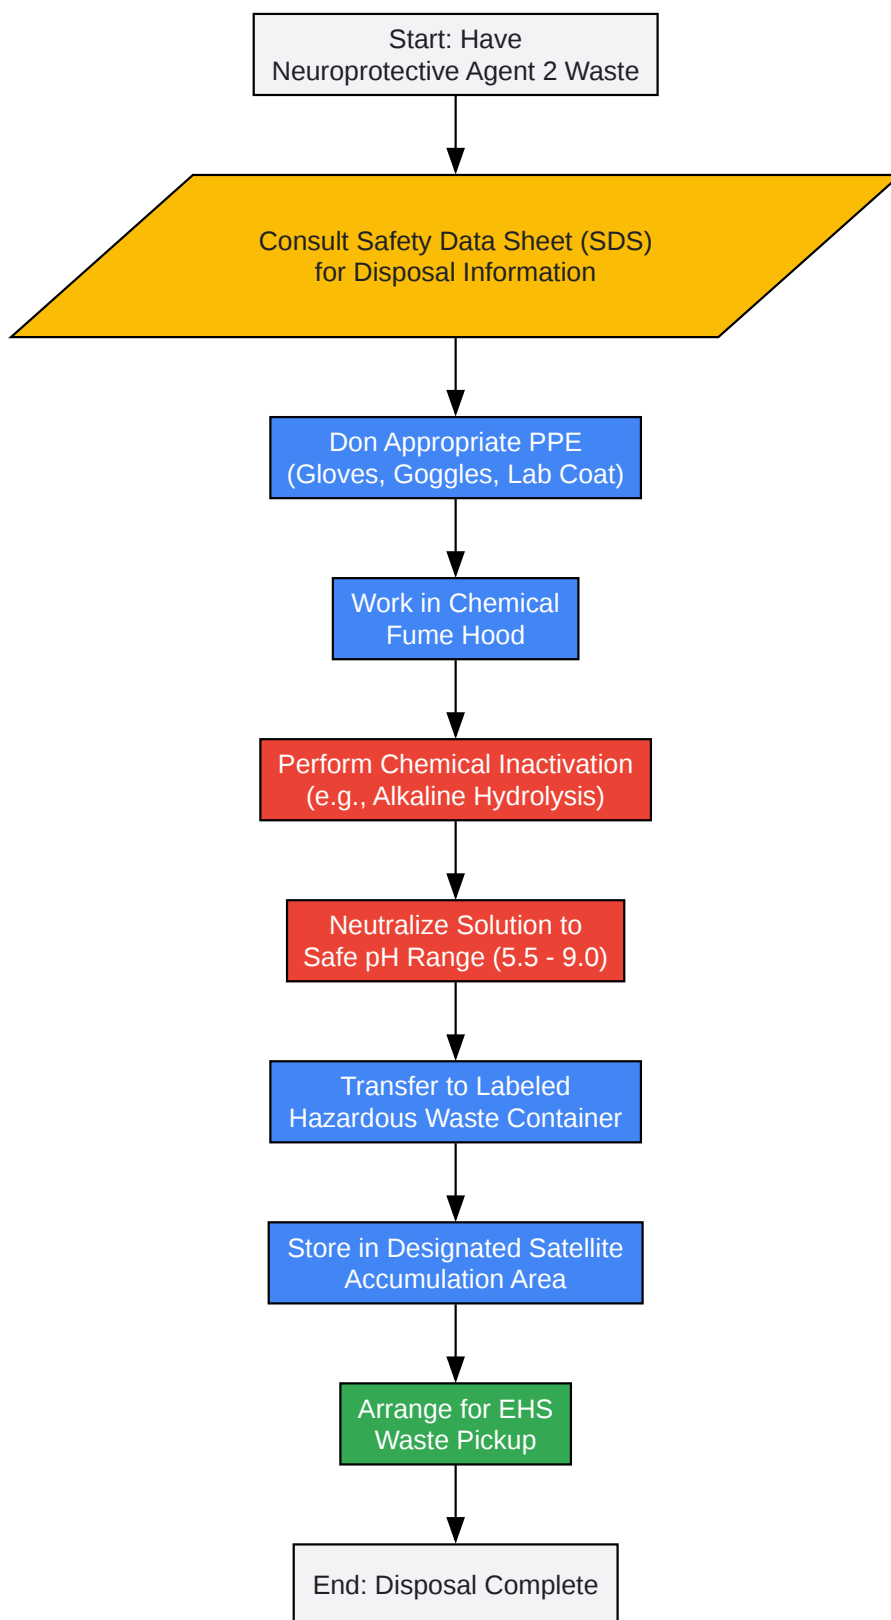 Start: Have
Neuroprotective Agent 2 Waste
Consult Safety Data Sheet (SDS)
for Disposal Information
Don Appropriate PPE
(Gloves, Goggles, Lab Coat)
Work in Chemical
Fume Hood
Perform Chemical Inactivation
(e.g., Alkaline Hydrolysis)
Neutralize Solution to
Safe pH Range (5.5 - 9.0)
Transfer to Labeled
Hazardous Waste Container
Store in Designated Satellite
Accumulation Area
Arrange for EHS
Waste Pickup
End: Disposal Complete